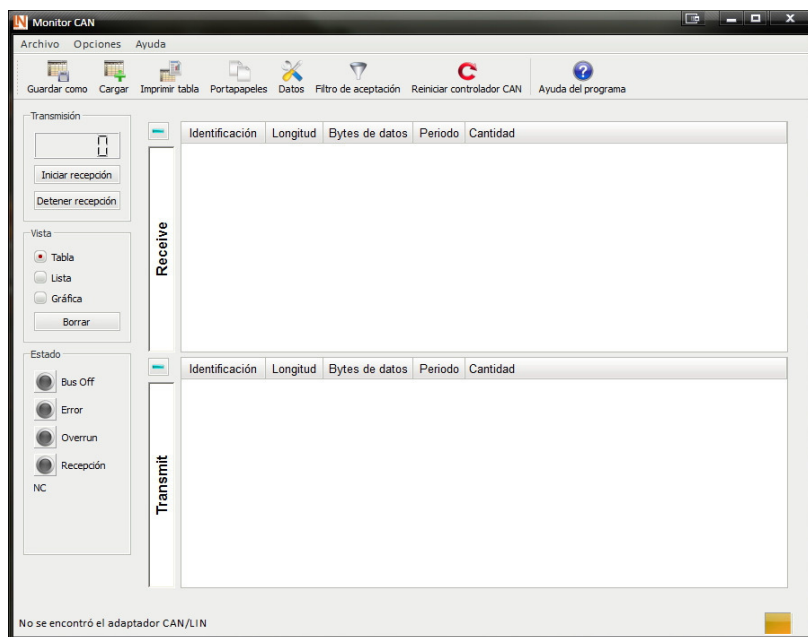 LN Monitor CAN
Archivo Opciones Ayuda
Guardar como Cargar Imprimir tabla Portapapeles Datos Filtro de aceptación Reiniciar controlador CAN Ayuda del programa
Transmisión
0
Iniciar recepción
Detener recepción
Vista
Tabla
Lista
Gráfica
Borrar
Estado
Bus Off
Error
Overrun
Recepción
NC
Identificación Longitud Bytes de datos Periodo Cantidad
Receive
Identificación Longitud Bytes de datos Periodo Cantidad
Transmit
No se encontró el adaptador CAN/LIN